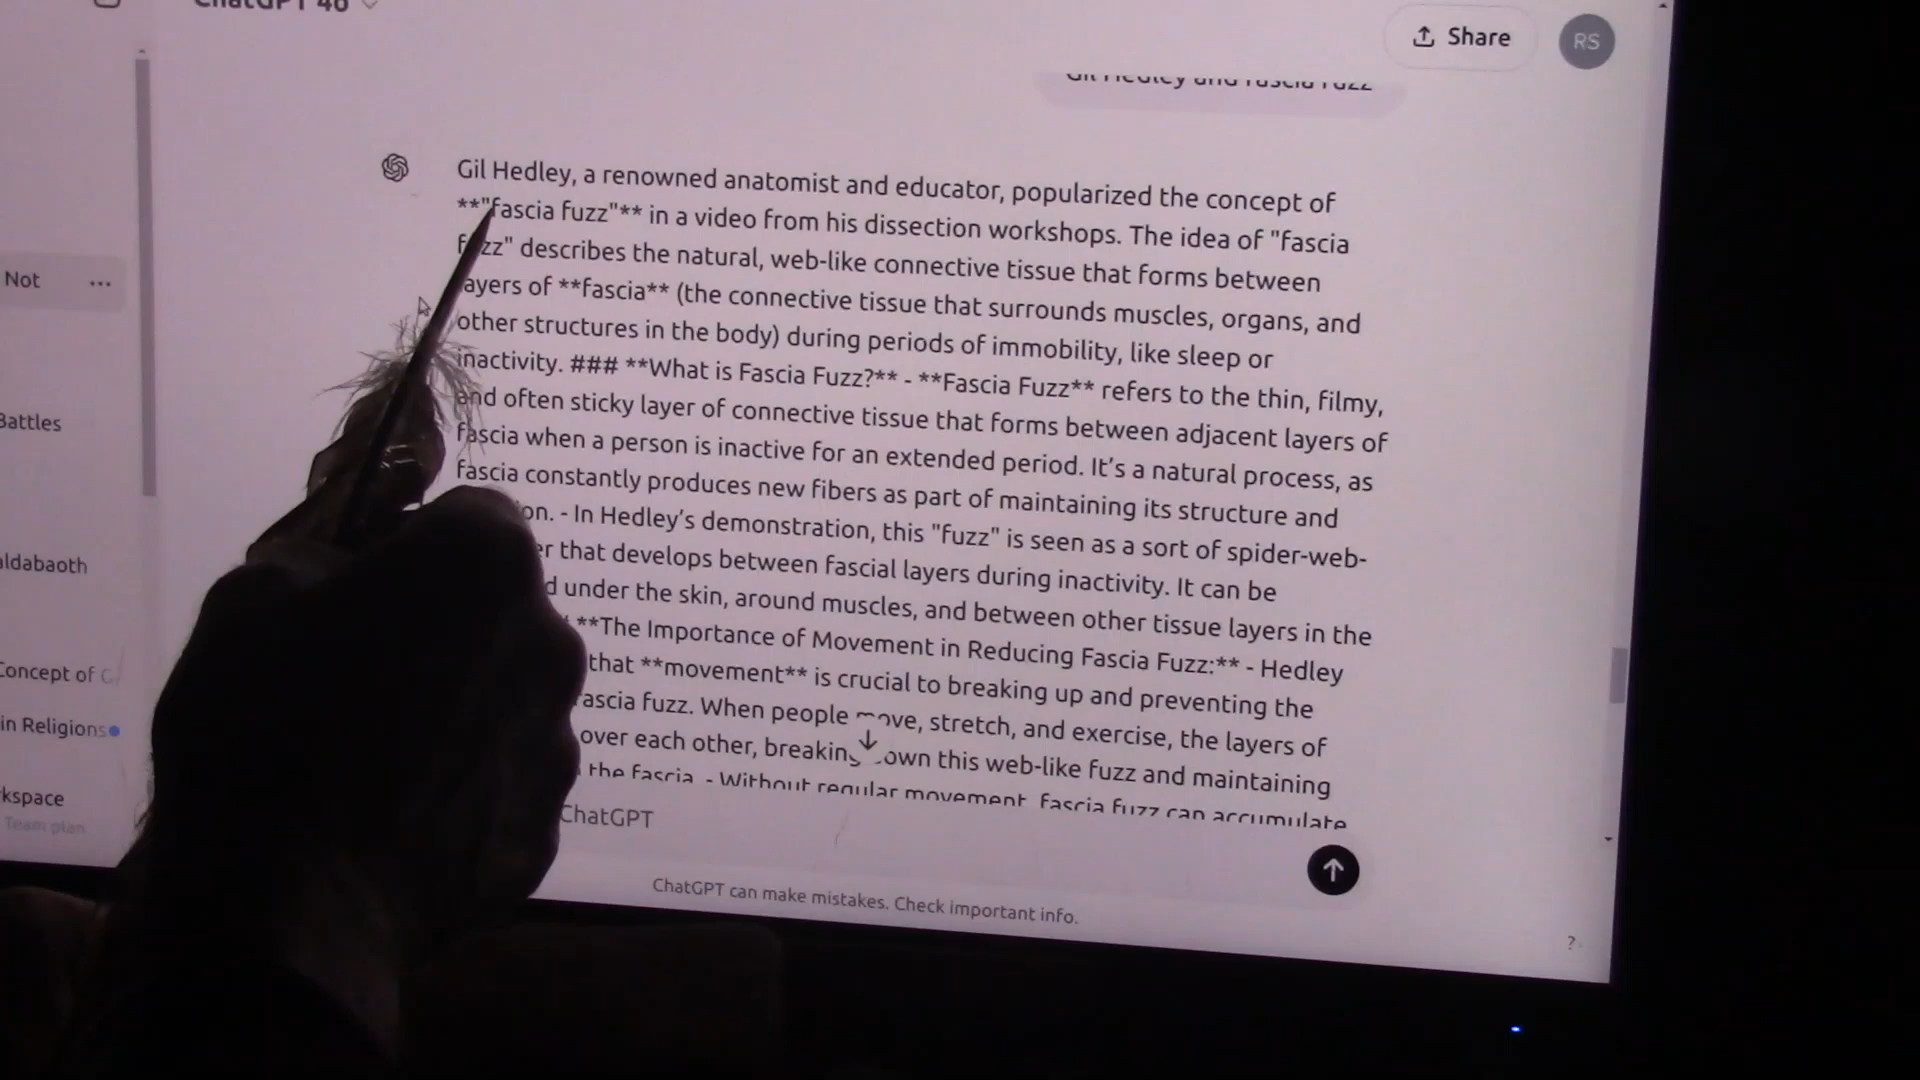 ChatGPT 4o
Share
RS
Gil Hedley and Fascia Fuzz
Gil Hedley, a renowned anatomist and educator, popularized the concept of
**"fascia fuzz"** in a video from his dissection workshops. The idea of "fascia
fuzz" describes the natural, web-like connective tissue that forms between
layers of **fascia** (the connective tissue that surrounds muscles, organs, and
other structures in the body) during periods of immobility, like sleep or
inactivity. ### **What is Fascia Fuzz?** - **Fascia Fuzz** refers to the thin, filmy,
and often sticky layer of connective tissue that forms between adjacent layers of
fascia when a person is inactive for an extended period. It's a natural process, as
fascia constantly produces new fibers as part of maintaining its structure and
on. - In Hedley's demonstration, this "fuzz" is seen as a sort of spider-web-
er that develops between fascial layers during inactivity. It can be
d under the skin, around muscles, and between other tissue layers in the
**The Importance of Movement in Reducing Fascia Fuzz:** - Hedley
that **movement** is crucial to breaking up and preventing the
fascia fuzz. When people move, stretch, and exercise, the layers of
over each other, breaking down this web-like fuzz and maintaining
the fascia. - Without regular movement, fascia fuzz can accumulate
ChatGPT
ChatGPT can make mistakes. Check important info.
?
Not
Battles
aldabaoth
Concept of G
in Religions
kspace
Team plan